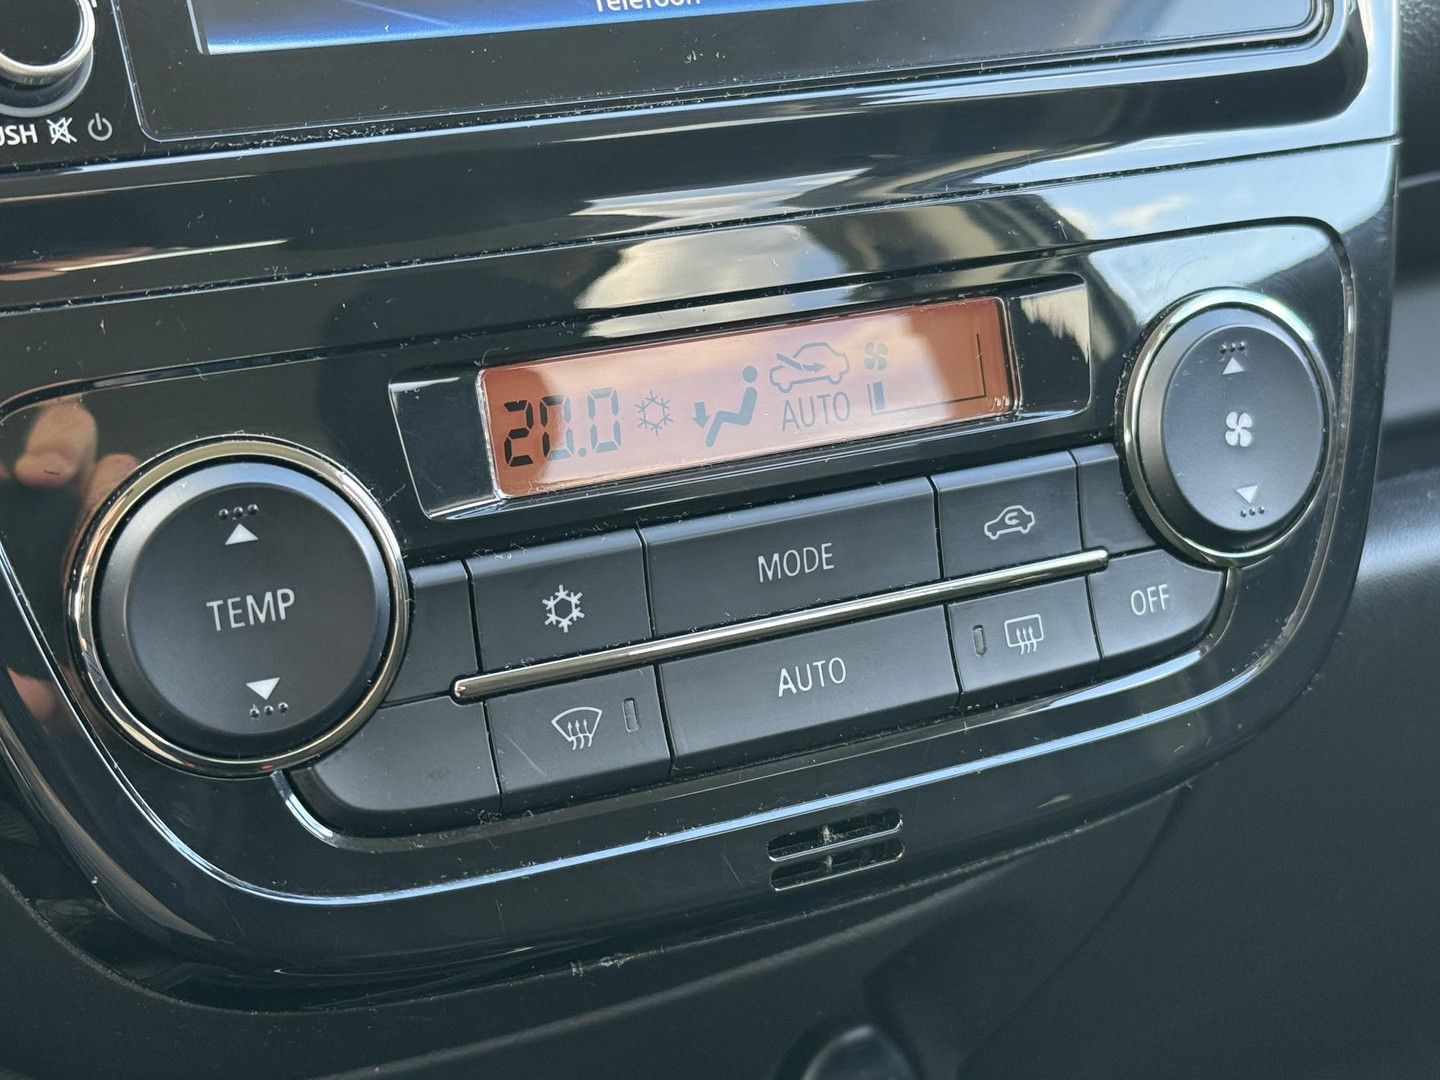 Telefoon
USH
20.0
AUTO
TEMP
MODE
AUTO
OFF